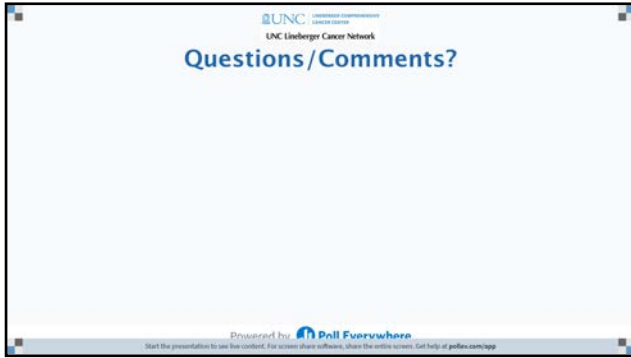 UNC LINEBERGER COMPREHENSIVE
CANCER CENTER
UNC Lineberger Cancer Network
Questions/Comments?
Powered by Poll Everywhere
Start the presentation to see live content. For screen share software, share the entire screen. Get help at pollev.com/app